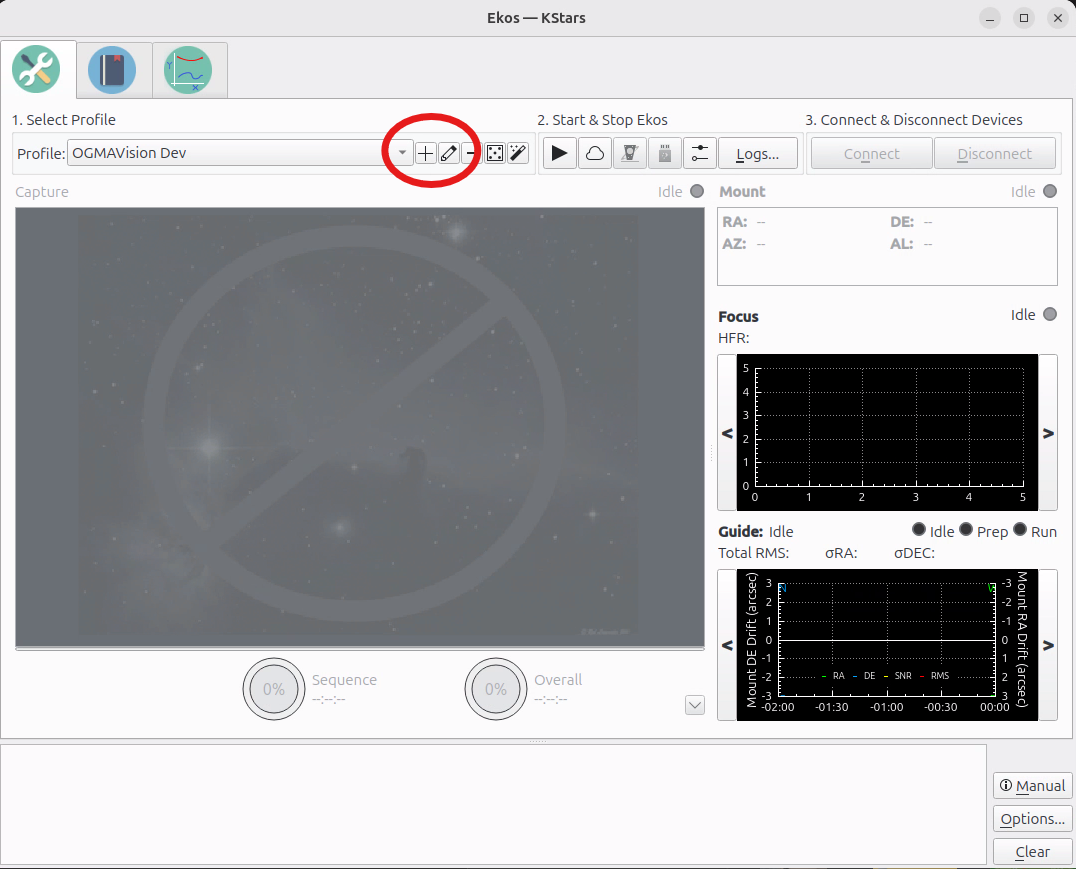 Ekos — KStars
1. Select Profile
2. Start & Stop Ekos
3. Connect & Disconnect Devices
Profile: OGMAVision Dev
Logs...
Connect
Disconnect
Capture
Idle
Mount
Idle
RA: --
DE: --
AZ: --
AL: --
Focus
Idle
HFR:
5
4
3
2
1
0
0 1 2 3 4 5
<
>
Guide: Idle
Idle
Prep
Run
Total RMS:
σRA:
σDEC:
Mount DE Drift (arcsec)
3
2
1
0
-1
-2
-3
N
W
-3
-2
-1
0
1
2
3
Mount RA Drift (arcsec)
RA DE SNR RMS
-02:00 -01:30 -01:00 -00:30 00:00
<
>
0%
Sequence
--:--:--
0%
Overall
--:--:--
Manual
Options...
Clear